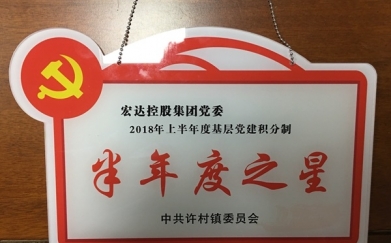 宏达控股集团党委
2018年上半年度基层党建积分制
半年度之星
中共许村镇委员会